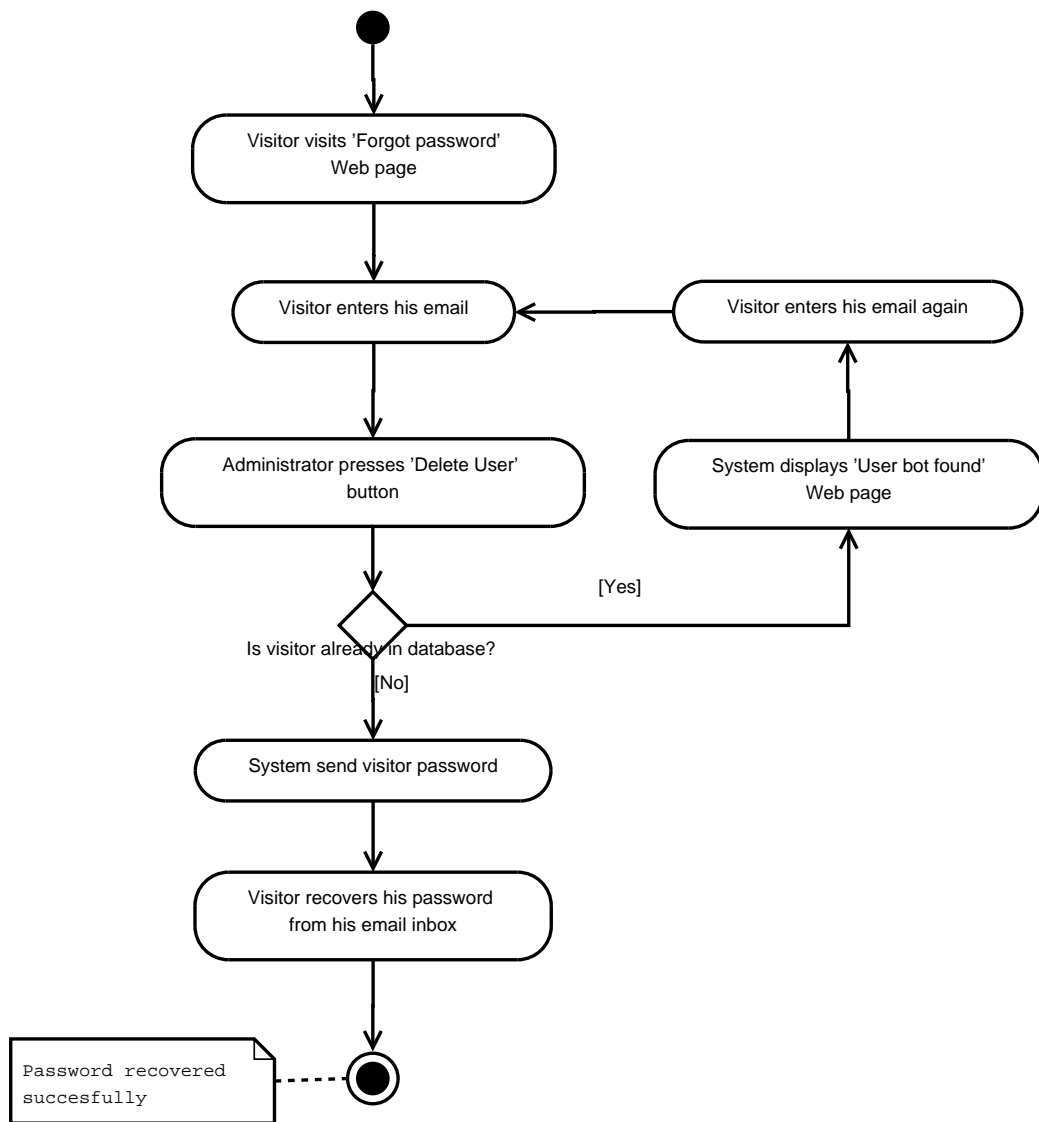 Visitor visits ’Forgot password’
Web page
Visitor enters his email
Visitor enters his email again
Administrator presses ’Delete User’
button
System displays ’User bot found’
Web page
[Yes]
Is visitor already in database?
[No]
System send visitor password
Visitor recovers his password
from his email inbox
Password recovered
succesfully